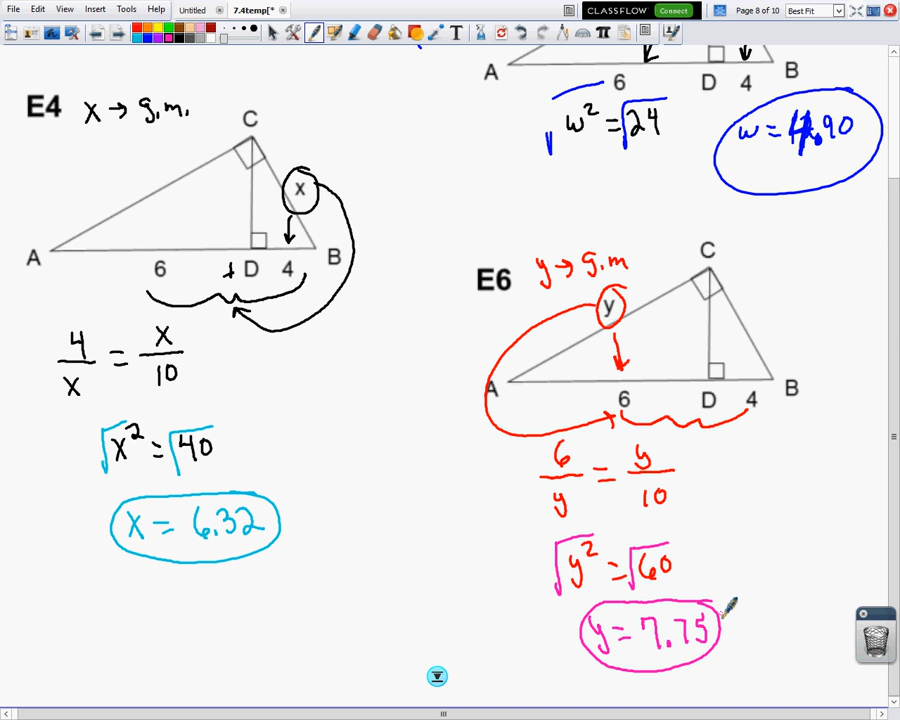 Untitled
7.4temp[*
CLASSFLOW
Connect
Page 8 of 10
Best Fit
File
Edit
View
Insert
Tools
Help
A
6
D
4
B
w² = √24
w = 4.90
E4
x → g.m.
C
x
A
6
+
D
4
B
4/x = x/10
√x² = √40
x = 6.32
E6
y → g.m
C
y
A
6
D
4
B
6/y = y/10
√y² = √60
y = 7.75